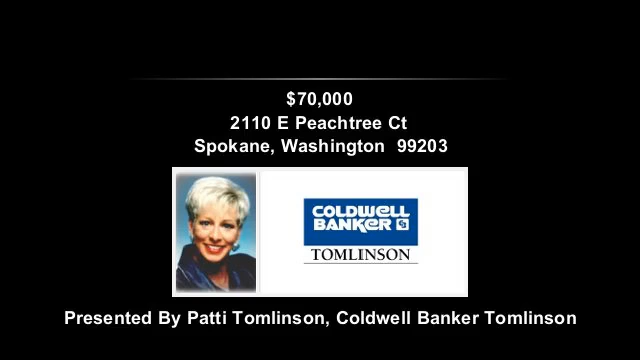 $70,000
2110 E Peachtree Ct
Spokane, Washington  99203
COLDWELL
BANKER
TOMLINSON
Presented By Patti Tomlinson, Coldwell Banker Tomlinson